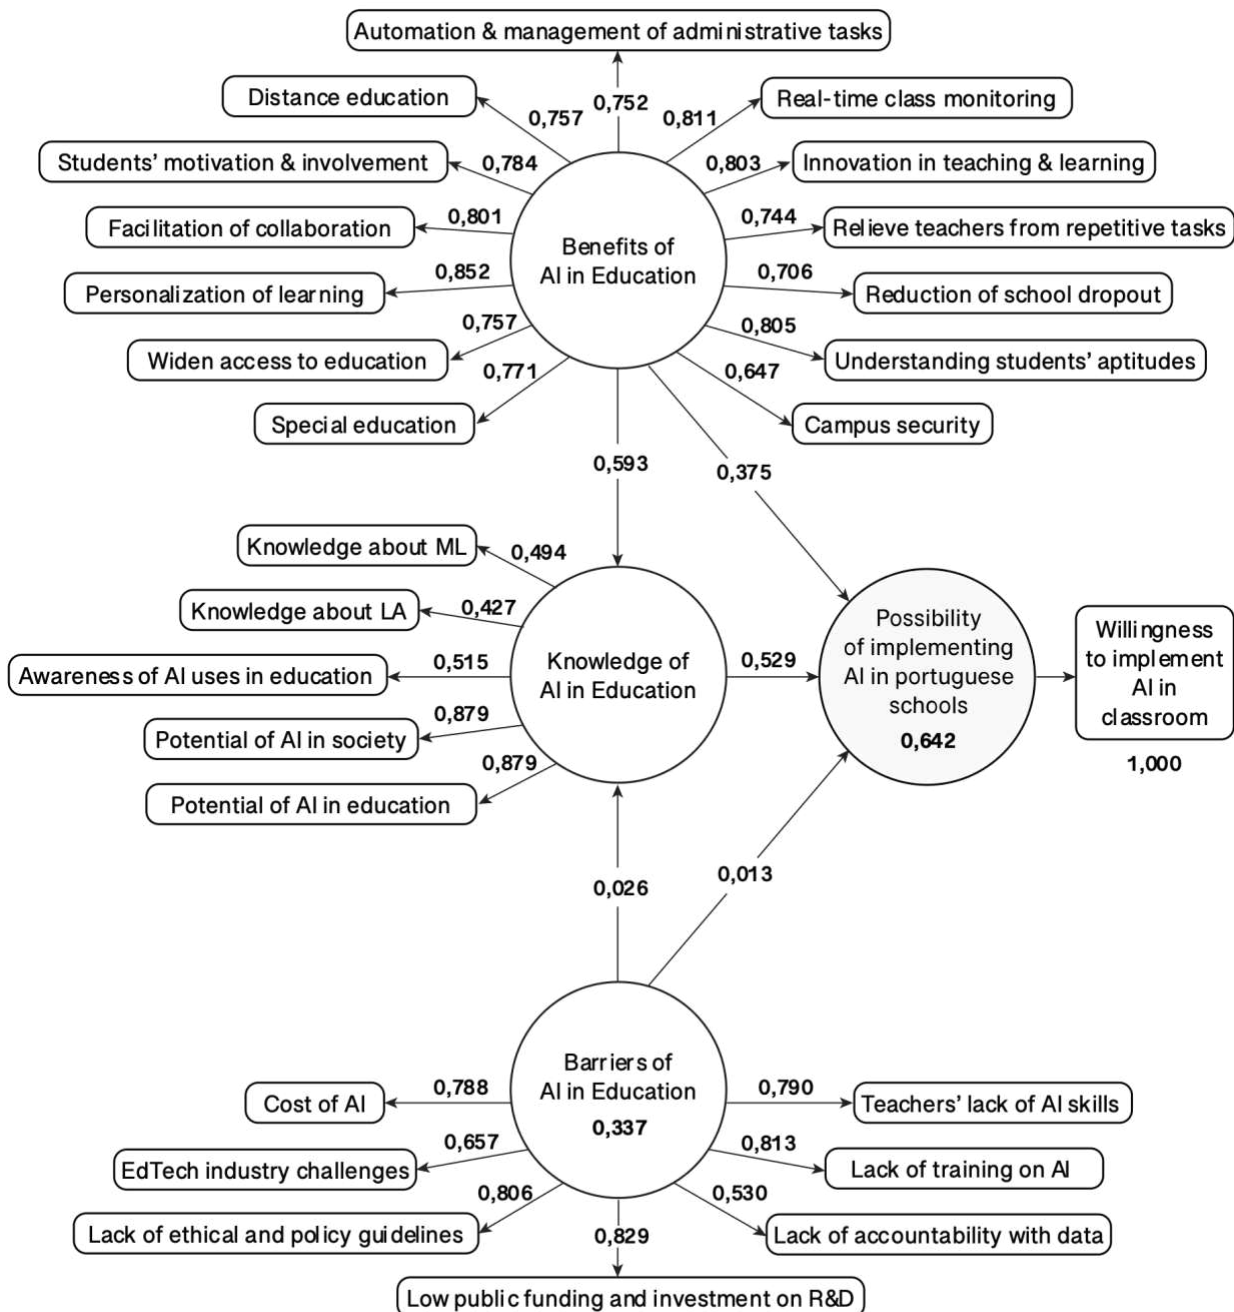 Automation & management of administrative tasks
Distance education
0,757
0,752
0,811
Real-time class monitoring
Students' motivation & involvement
0,784
0,803
Innovation in teaching & learning
Facilitation of collaboration
0,801
0,744
Relieve teachers from repetitive tasks
Benefits of
AI in Education
Personalization of learning
0,852
0,706
Reduction of school dropout
Widen access to education
0,757
0,805
Understanding students' aptitudes
Special education
0,771
0,647
Campus security
0,593
0,375
Knowledge about ML
0,494
Knowledge about LA
0,427
Awareness of AI uses in education
0,515
Knowledge of
AI in Education
0,529
Possibility
of implementing
AI in portuguese
schools
0,642
Willingness
to implement
AI in
classroom
1,000
Potential of AI in society
0,879
Potential of AI in education
0,879
0,026
0,013
Barriers of
AI in Education
0,337
Cost of AI
0,788
0,790
Teachers' lack of AI skills
EdTech industry challenges
0,657
0,813
Lack of training on AI
Lack of ethical and policy guidelines
0,806
0,530
Lack of accountability with data
0,829
Low public funding and investment on R&D